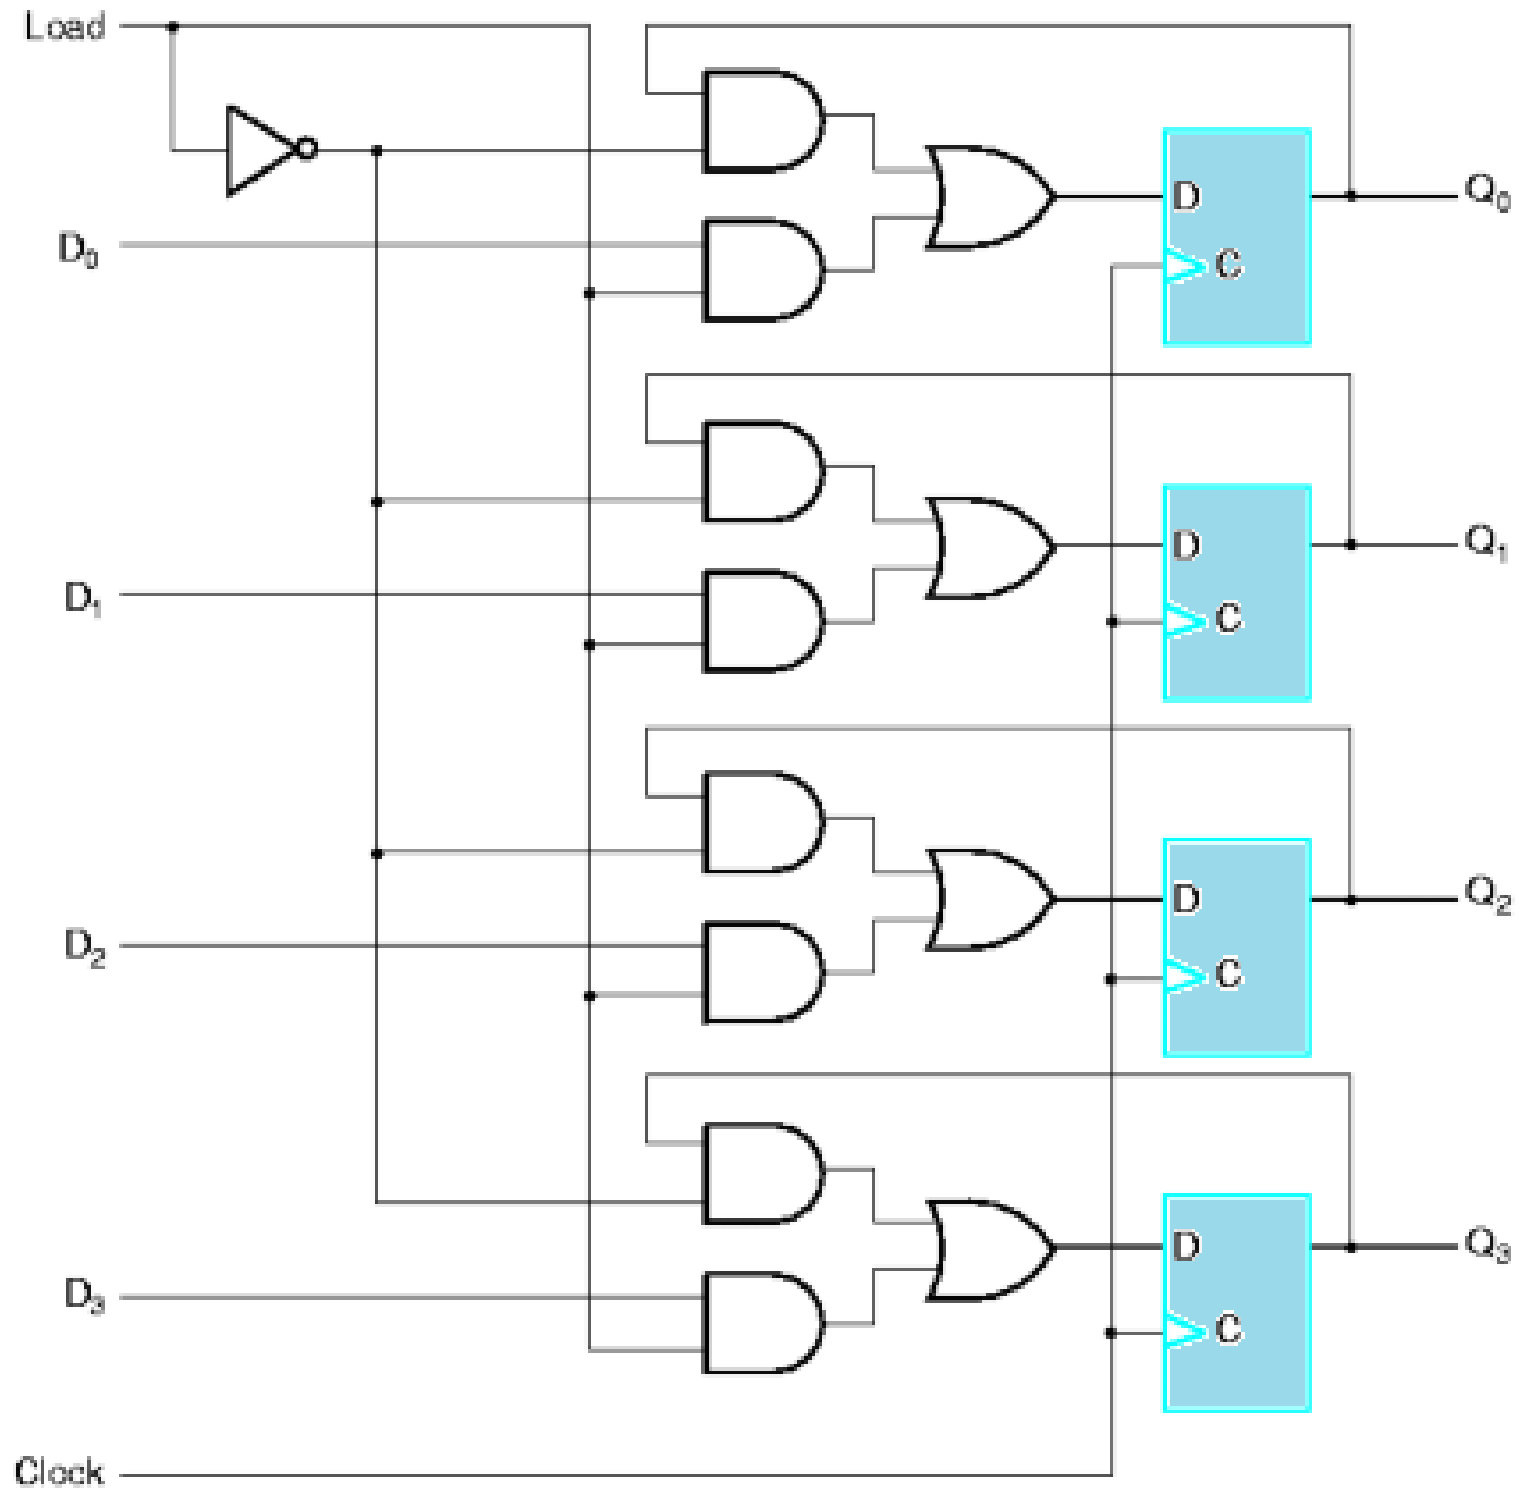 Load
D₀
D C Q₀
D₁
D C Q₁
D₂
D C Q₂
D₃
D C Q₃
Clock